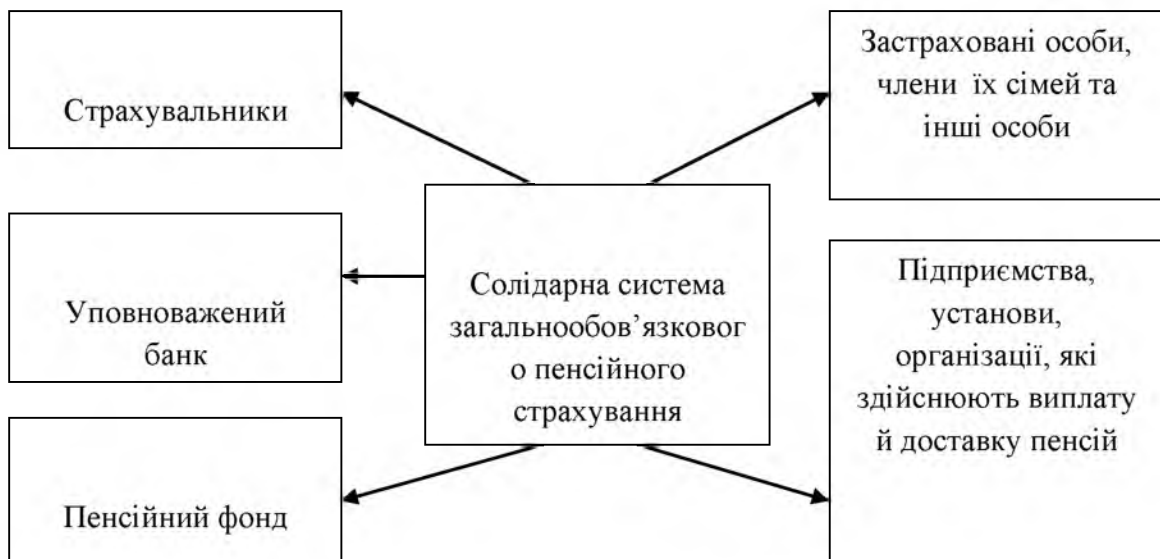 Страхувальники
Уповноважений
банк
Пенсійний фонд
Солідарна система
загальнообов’язковог
о пенсійного
страхування
Застраховані особи,
члени їх сімей та
інші особи
Підприємства,
установи,
організації, які
здійснюють виплату
й доставку пенсій